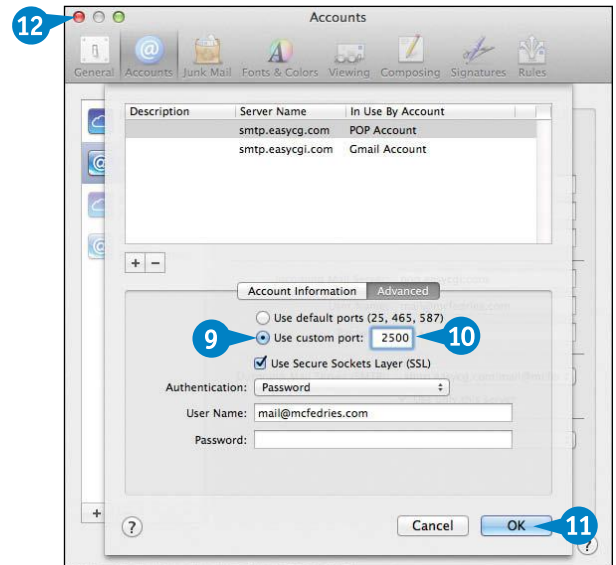 12
Accounts
General Accounts Junk Mail Fonts & Colors Viewing Composing Signatures Rules
Description Server Name In Use By Account
smtp.easycg.com POP Account
smtp.easycgi.com Gmail Account
+ −
Account Information Advanced
Use default ports (25, 465, 587)
9 Use custom port: 2500 10
Use Secure Sockets Layer (SSL)
Authentication: Password
User Name: mail@mcfedries.com
Password:
+
? Cancel OK 11
?